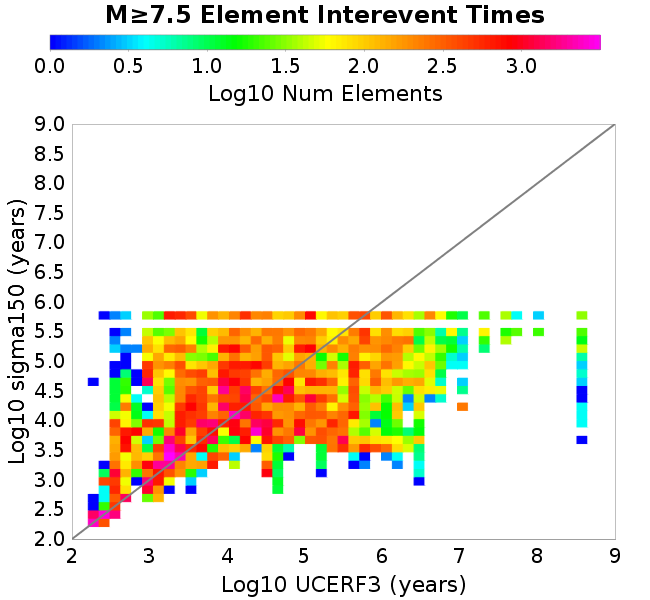 M≥7.5 Element Interevent Times
0.0 0.5 1.0 1.5 2.0 2.5 3.0
Log10 Num Elements
9.0
8.5
8.0
7.5
7.0
6.5
6.0
5.5
5.0
4.5
4.0
3.5
3.0
2.5
2.0
Log10 sigma150 (years)
2 3 4 5 6 7 8 9
Log10 UCERF3 (years)